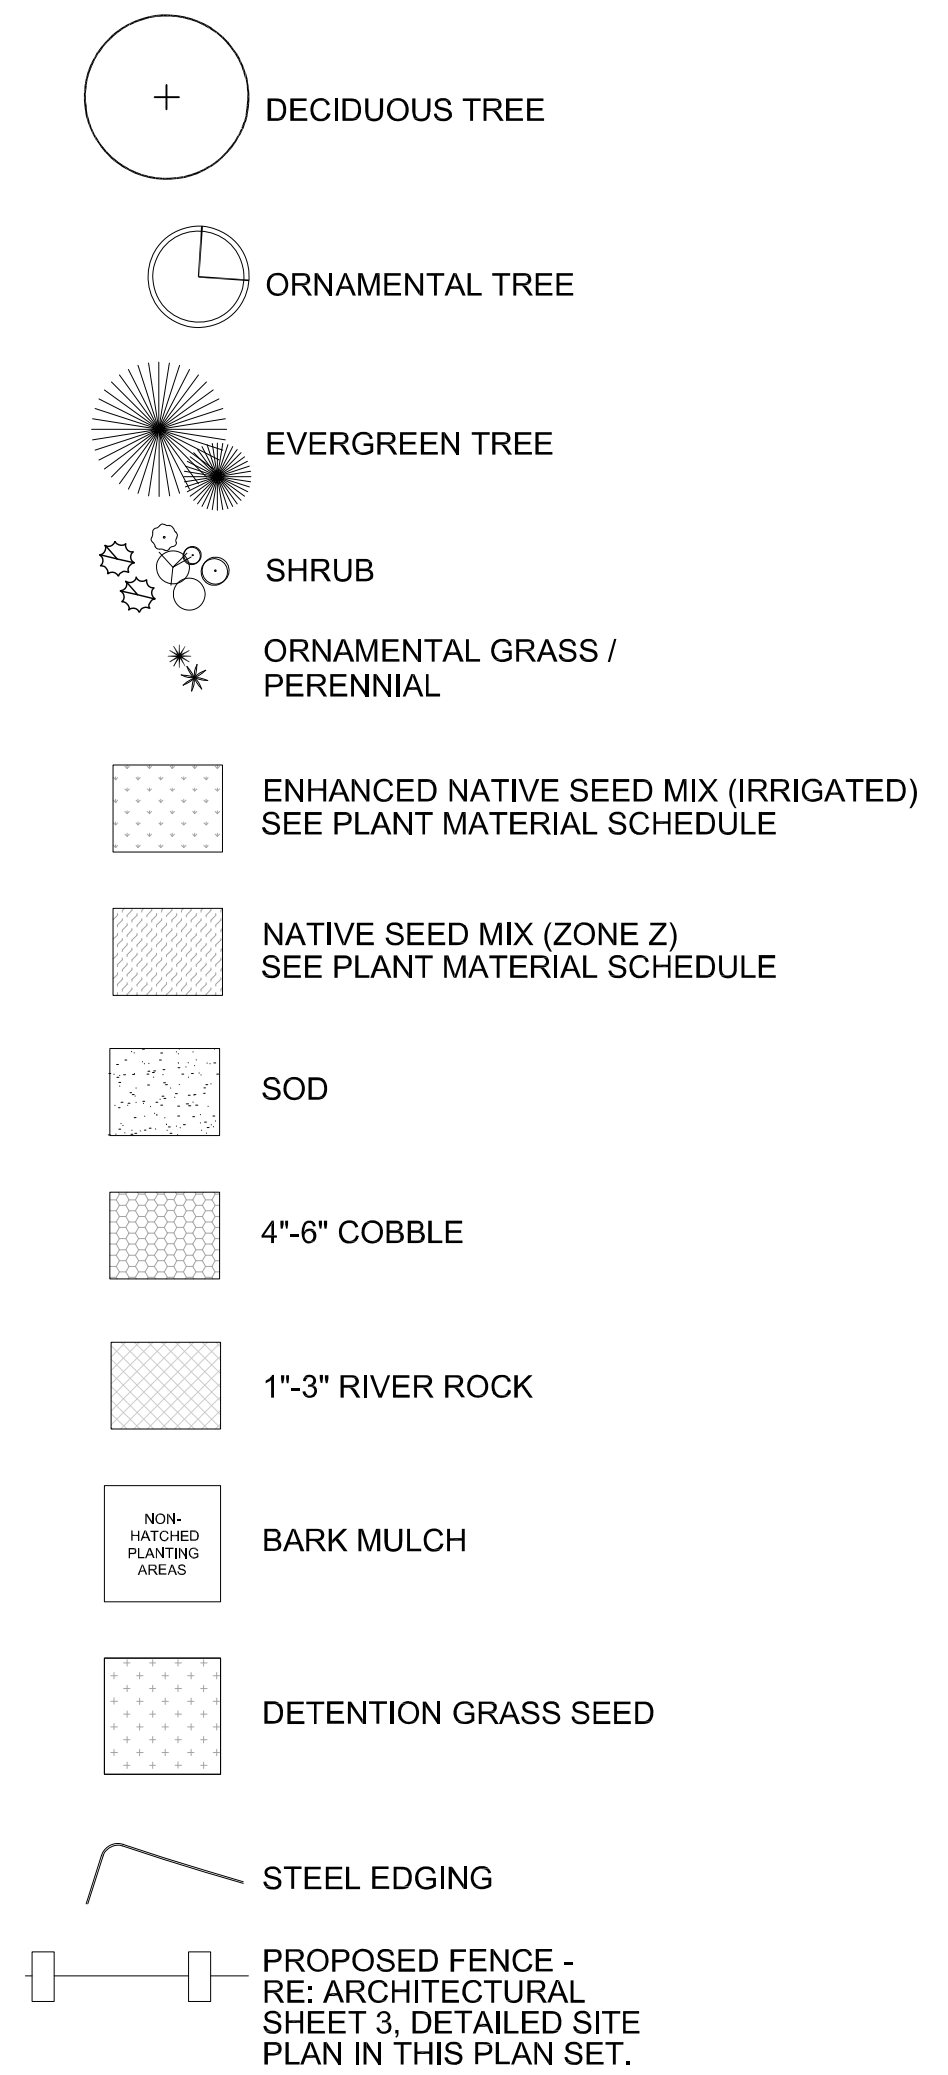 DECIDUOUS TREE
ORNAMENTAL TREE
EVERGREEN TREE
SHRUB
ORNAMENTAL GRASS /
PERENNIAL
ENHANCED NATIVE SEED MIX (IRRIGATED)
SEE PLANT MATERIAL SCHEDULE
NATIVE SEED MIX (ZONE Z)
SEE PLANT MATERIAL SCHEDULE
SOD
4"-6" COBBLE
1"-3" RIVER ROCK
NON-
HATCHED
PLANTING
AREAS
BARK MULCH
DETENTION GRASS SEED
STEEL EDGING
PROPOSED FENCE -
RE: ARCHITECTURAL
SHEET 3, DETAILED SITE
PLAN IN THIS PLAN SET.